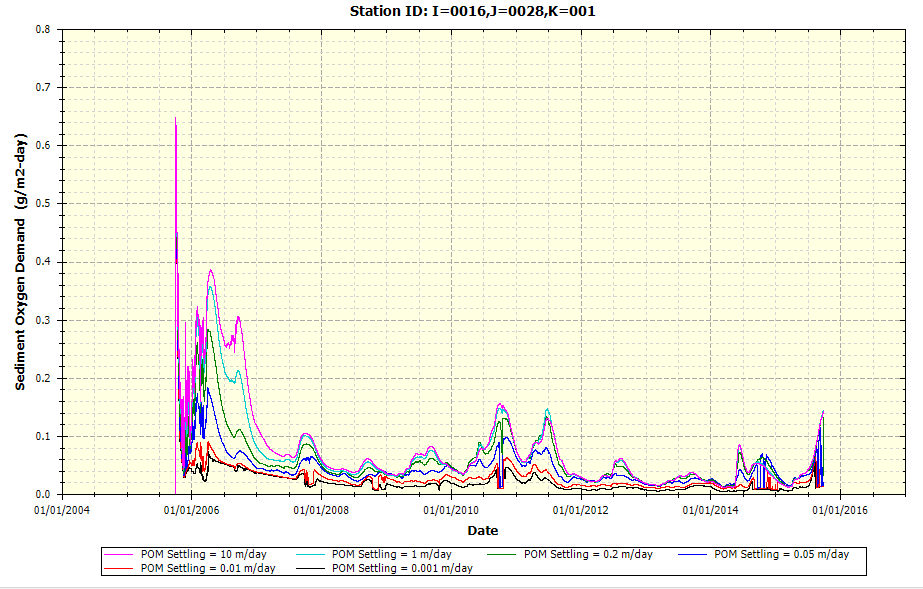 Station ID: I=0016,J=0028,K=001
0.8
0.7
0.6
0.5
0.4
0.3
0.2
0.1
0.0
Sediment Oxygen Demand (g/m2-day)
01/01/2004 01/01/2006 01/01/2008 01/01/2010 01/01/2012 01/01/2014 01/01/2016
Date
POM Settling = 10 m/day POM Settling = 1 m/day POM Settling = 0.2 m/day POM Settling = 0.05 m/day
POM Settling = 0.01 m/day POM Settling = 0.001 m/day